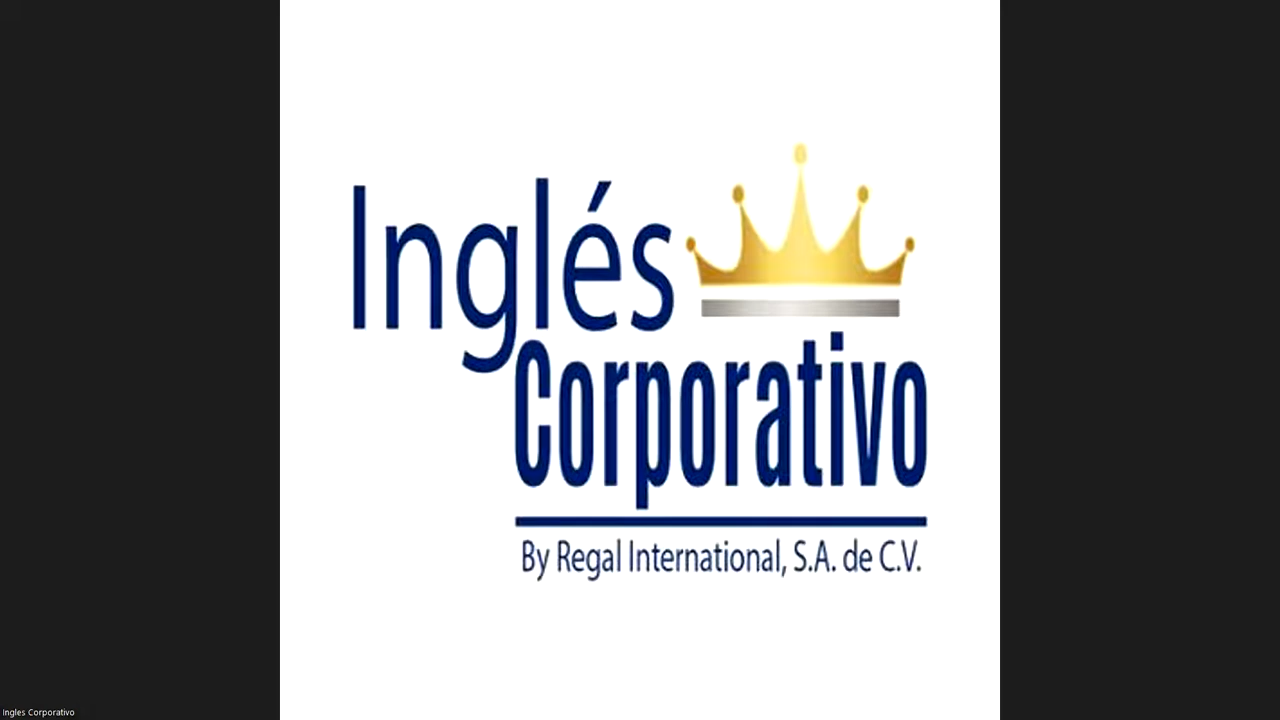 Inglés
Corporativo
By Regal International, S.A. de C.V.
Ingles Corporativo